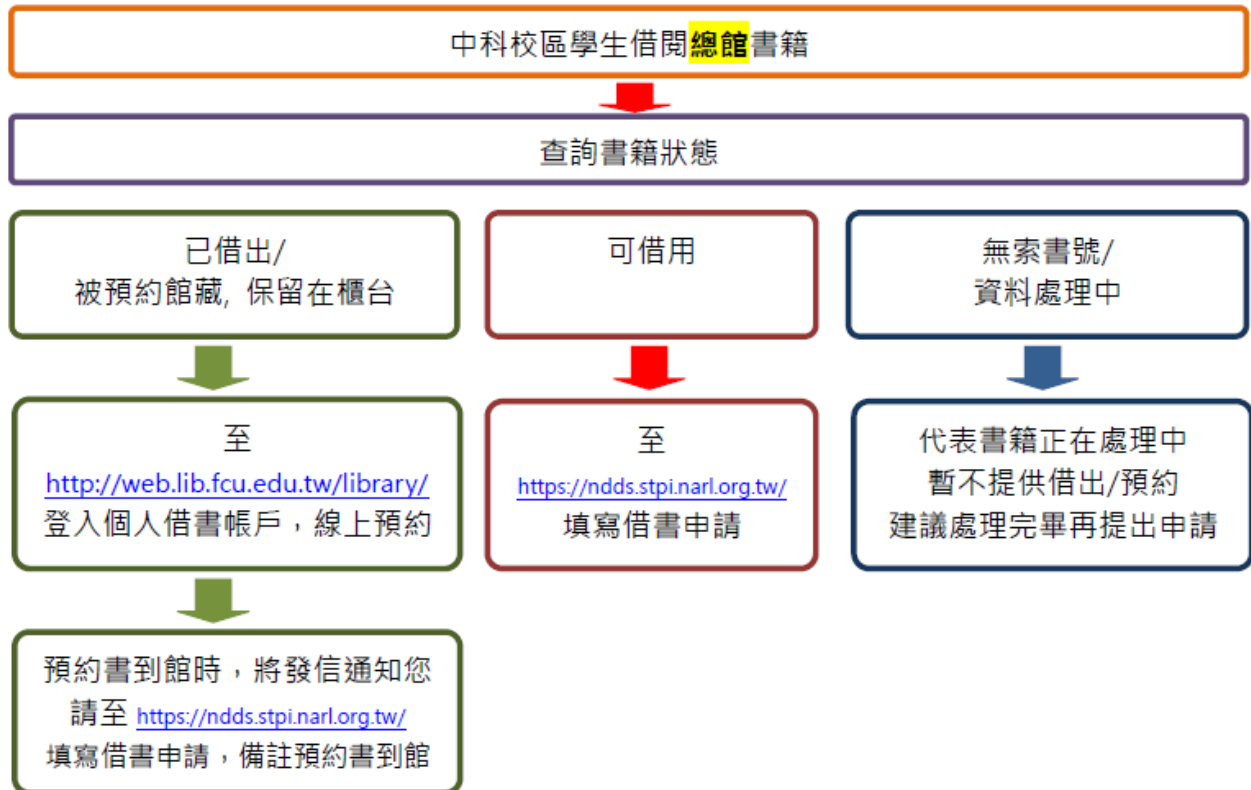 中科校區學生借閱總館書籍
查詢書籍狀態
已借出/
被預約館藏, 保留在櫃台
可借用
無索書號/
資料處理中
至
http://web.lib.fcu.edu.tw/library/
登入個人借書帳戶，線上預約
至
https://ndds.stpi.narl.org.tw/
填寫借書申請
代表書籍正在處理中
暫不提供借出/預約
建議處理完畢再提出申請
預約書到館時，將發信通知您
請至 https://ndds.stpi.narl.org.tw/
填寫借書申請，備註預約書到館